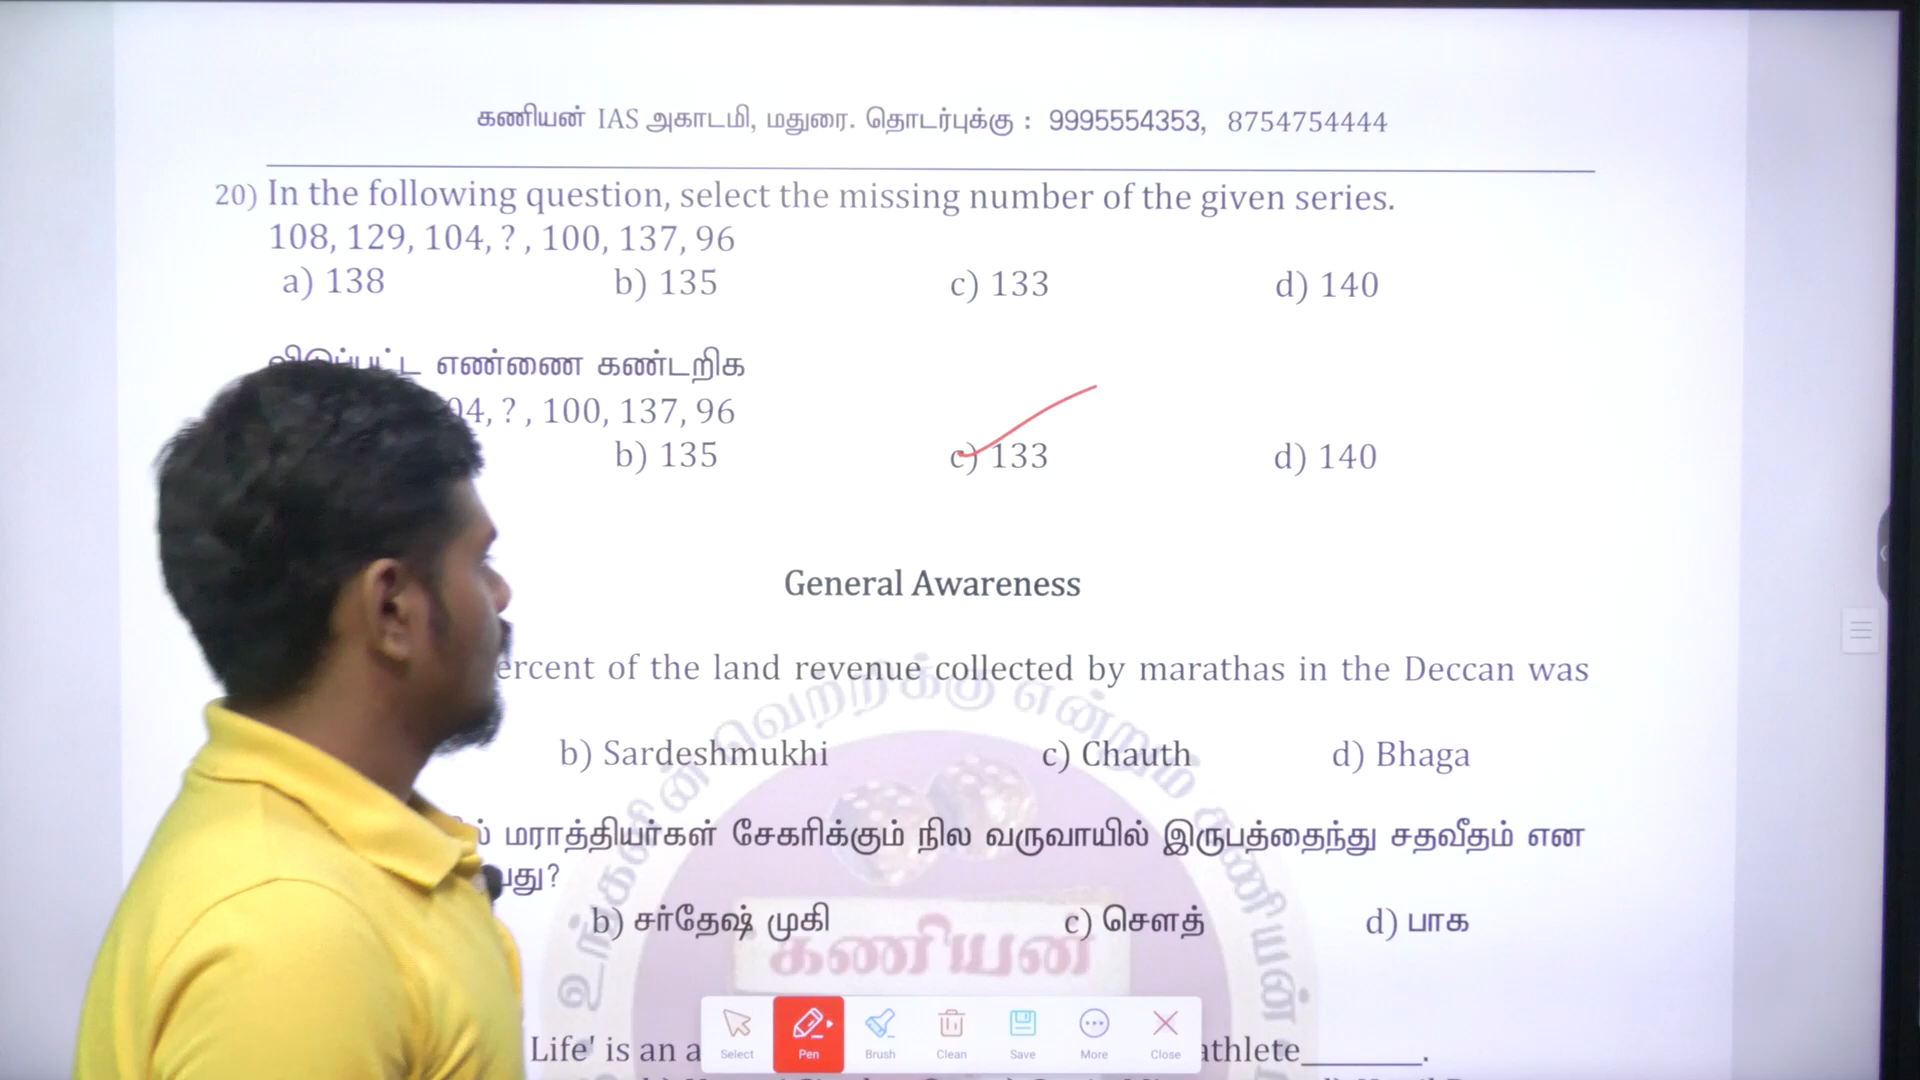 கணியன் IAS அகாடமி, மதுரை. தொடர்புக்கு : 9995554353, 8754754444
20) In the following question, select the missing number of the given series.
108, 129, 104, ? , 100, 137, 96
a) 138 b) 135 c) 133 d) 140
விடுப்பட்ட எண்ணை கண்டறிக
04, ? , 100, 137, 96
b) 135 c) 133 d) 140
General Awareness
ercent of the land revenue collected by marathas in the Deccan was
b) Sardeshmukhi c) Chauth d) Bhaga
மராத்தியர்கள் சேகரிக்கும் நில வருவாயில் இருபத்தைந்து சதவீதம் என
b) சர்தேஷ் முகி c) சௌத் d) பாக
கணியன்
Life' is an a athlete_______.
Select Pen Brush Clean Save More Close